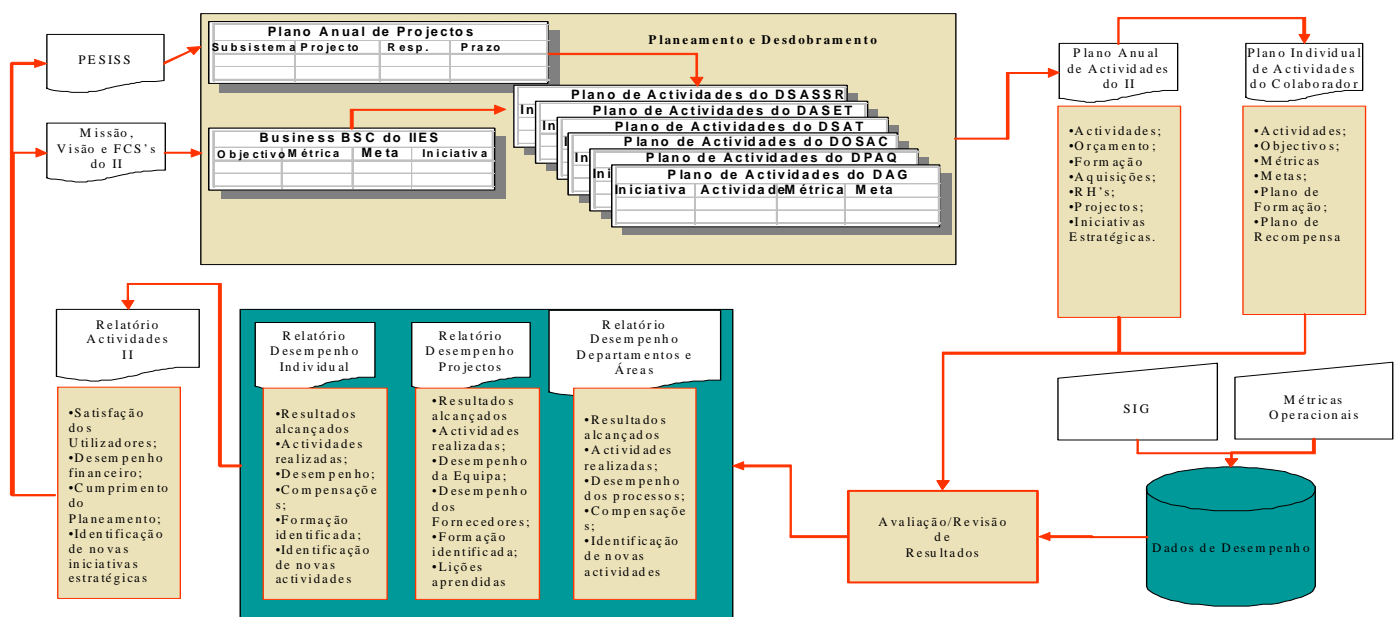 PESISS
Missão,
Visão e FCS's
do II
Plano Anual de Projectos
Subsistema Projecto Resp. Prazo
Planeamento e Desdobramento
Business BSC do IIES
Objectivo Métrica Meta Iniciativa
Plano de Actividades do DSASSR
In
Plano de Actividades do DASET
In
Plano de Actividades do DSAT
Plano de Actividades do DOSAC
In
Plano de Actividades do DPAQ
Ini
Plano de Actividades do DAG
Iniciativa Actividade Métrica Meta
Plano Anual
de Actividades
do II
•Actividades;
•Orçamento;
•Formação
•Aquisições;
•RH's;
•Projectos;
•Iniciativas
Estratégicas.
Plano Individual
de Actividades
do Colaborador
•Actividades;
•Objectivos;
•Métricas
•Metas;
•Plano de
Formação;
•Plano de
Recompensa
Relatório
Actividades
II
•Satisfação
dos
Utilizadores;
•Desempenho
financeiro;
•Cumprimento
do
Planeamento;
•Identificação
de novas
iniciativas
estratégicas
Relatório
Desempenho
Individual
•Resultados
alcançados
•Actividades
realizadas;
•Desempenho;
•Compensaçõe
s;
•Formação
identificada;
•Identificação
de novas
actividades
Relatório
Desempenho
Projectos
•Resultados
alcançados
•Actividades
realizadas;
•Desempenho
da Equipa;
•Desempenho
dos
Fornecedores;
•Formação
identificada;
•Lições
aprendidas
Relatório
Desempenho
Departamentos e
Áreas
•Resultados
alcançados
•Actividades
realizadas;
•Desempenho
dos processos;
•Compensaçõe
s;
•Identificação
de novas
actividades
Avaliação/Revisão
de
Resultados
SIG
Métricas
Operacionais
Dados de Desempenho